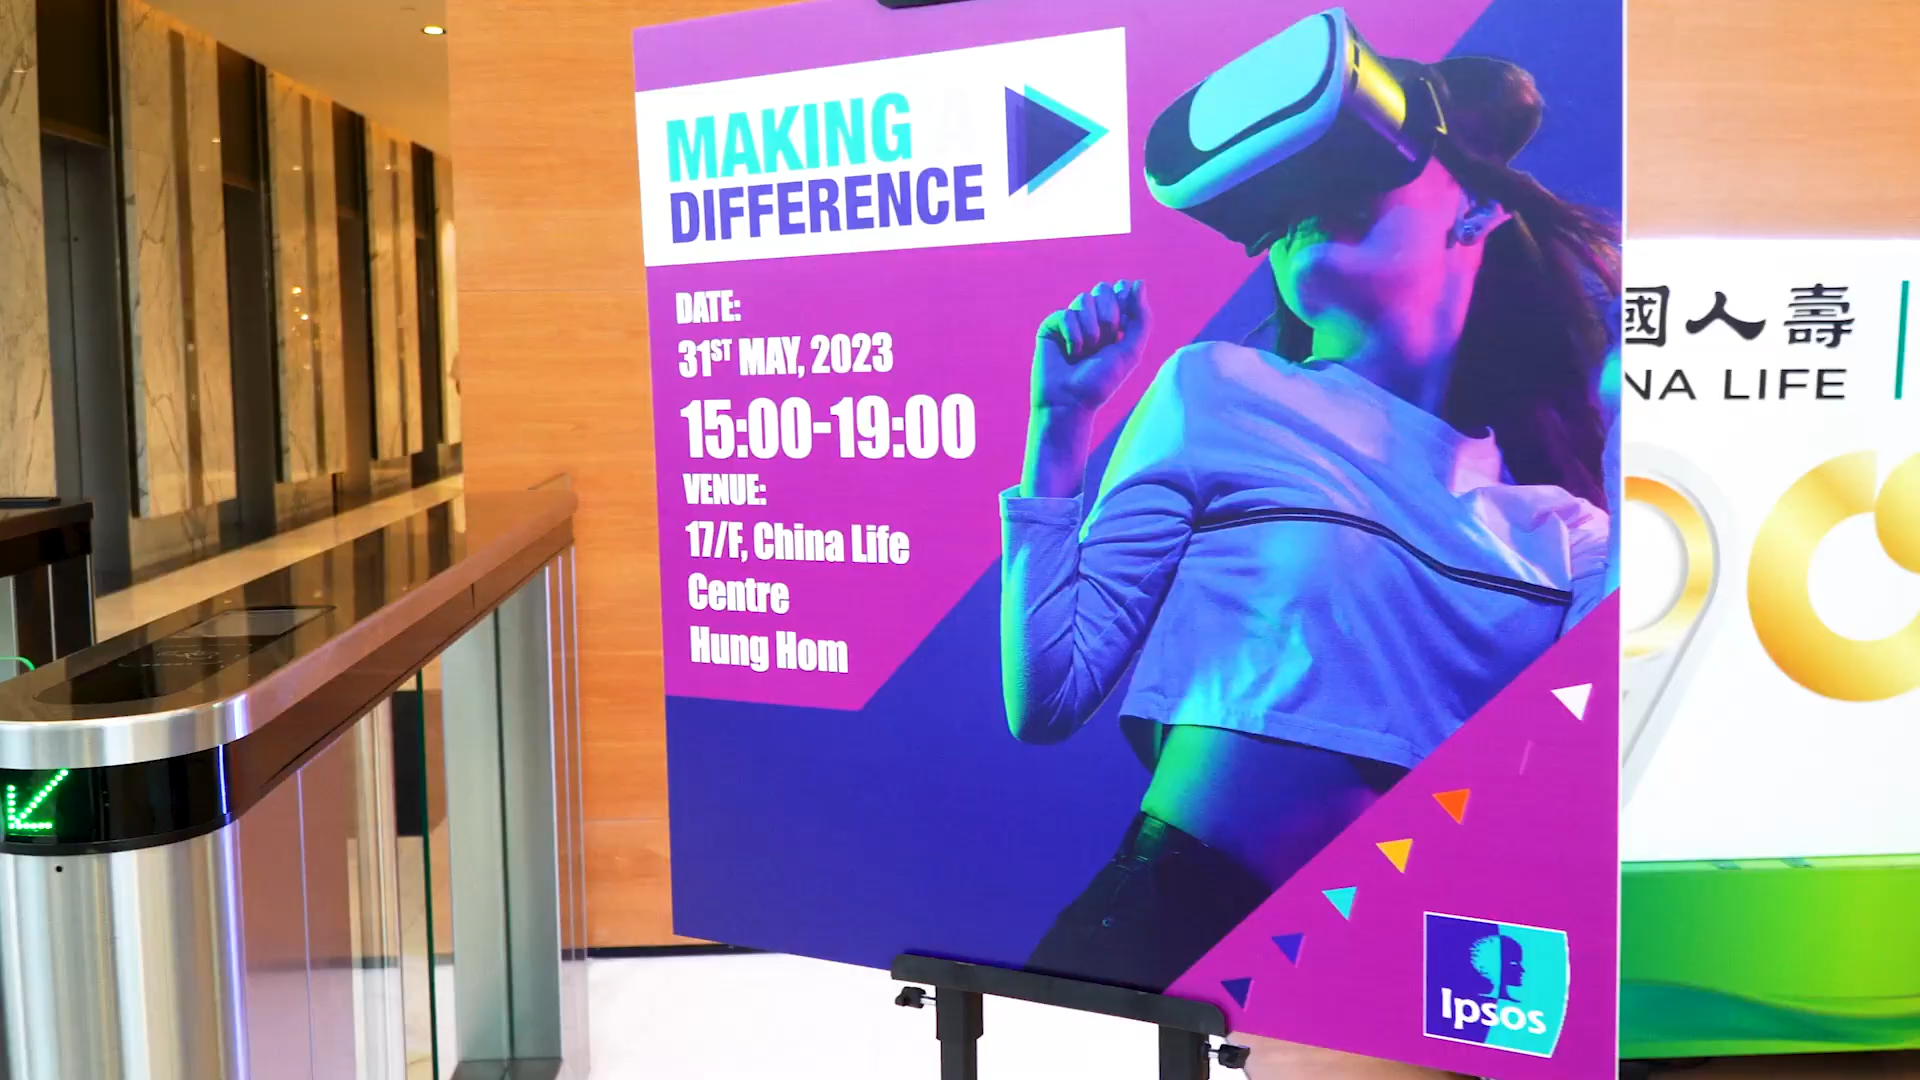 MAKING
DIFFERENCE
DATE:
31ST MAY, 2023
15:00-19:00
VENUE:
17/F, China Life
Centre
Hung Hom
Ipsos
國人壽
NA LIFE